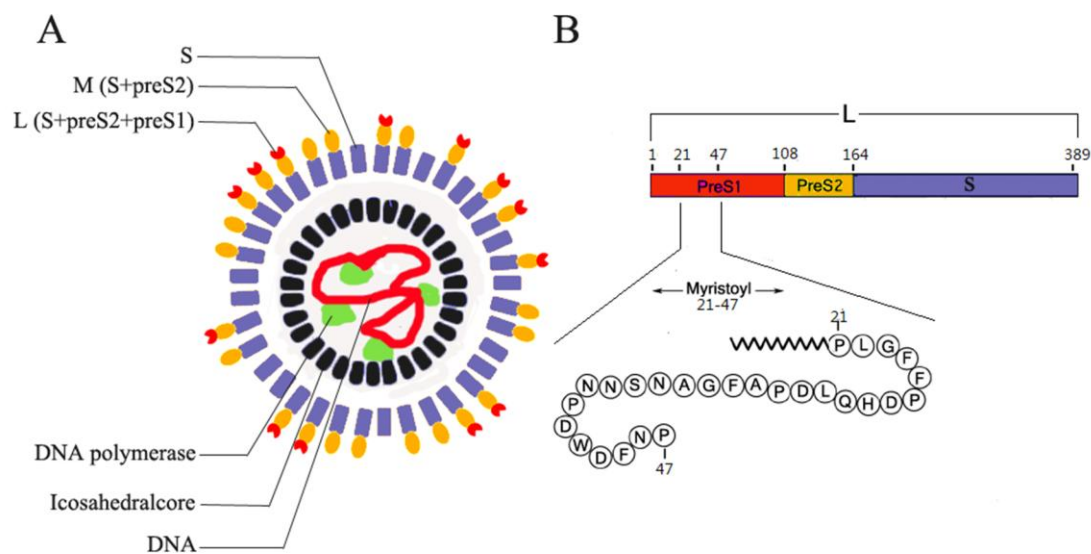 A
S
M (S+preS2)
L (S+preS2+preS1)
DNA polymerase
Icosahedralcore
DNA
B
L
1 21 47 108 164 389
PreS1 PreS2 S
Myristoyl
21-47
21
P L G F F P D H Q L D P A F G A N S N N P D W D F N P
47